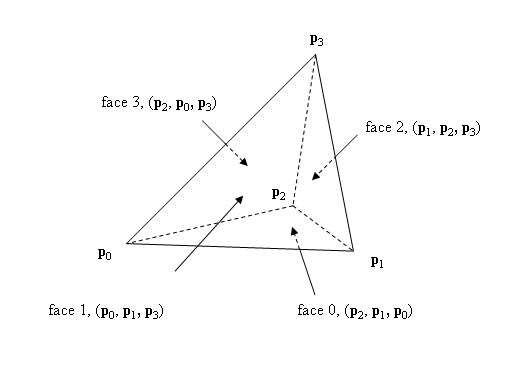 p3
face 3, (p2, p0, p3)
face 2, (p1, p2, p3)
p2
p0
p1
face 1, (p0, p1, p3)
face 0, (p2, p1, p0)